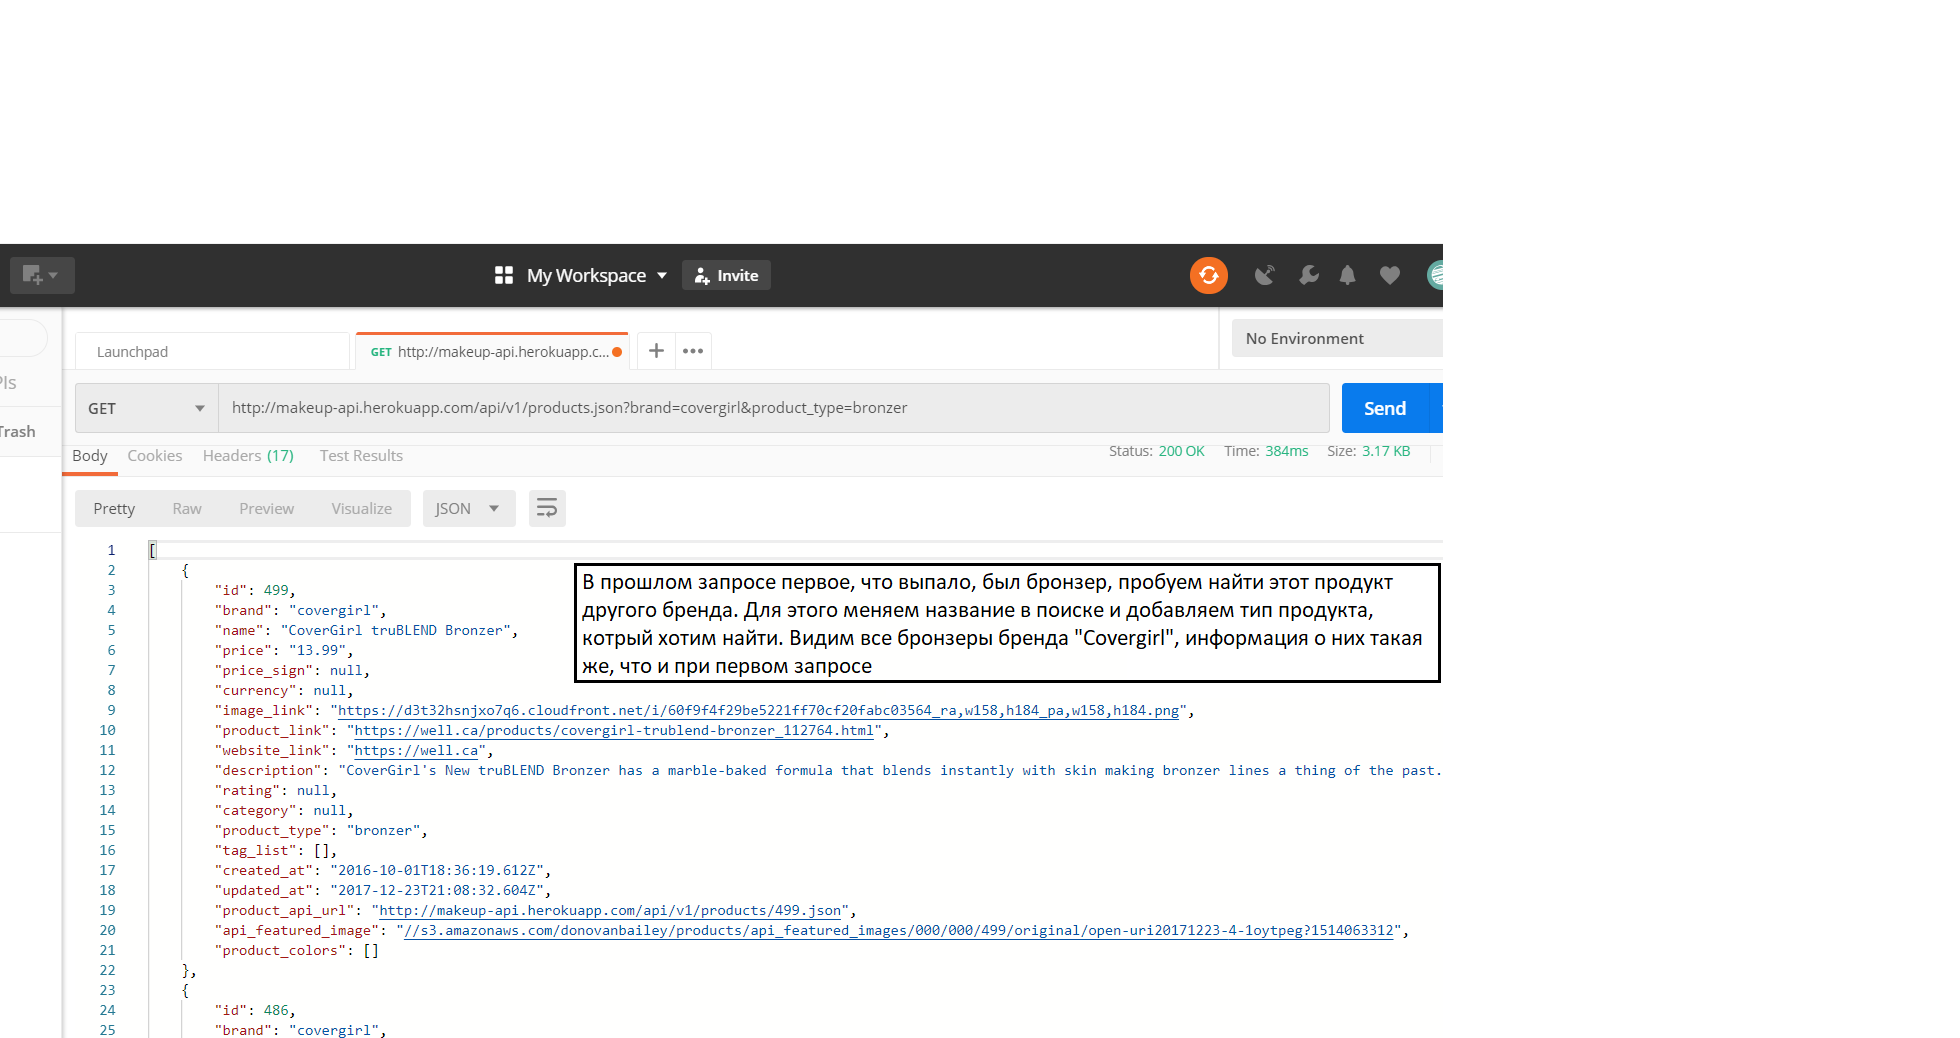 My Workspace
Invite
Launchpad
GET http://makeup-api.herokuapp.c...
No Environment
PIs
GET
http://makeup-api.herokuapp.com/api/v1/products.json?brand=covergirl&product_type=bronzer
Send
Trash
Body Cookies Headers (17) Test Results
Status: 200 OK Time: 384ms Size: 3.17 KB
Pretty Raw Preview Visualize JSON
1 [
2 {
3 "id": 499,
4 "brand": "covergirl",
5 "name": "CoverGirl truBLEND Bronzer",
6 "price": "13.99",
7 "price_sign": null,
8 "currency": null,
9 "image_link": "https://d3t32hsnjxo7q6.cloudfront.net/i/60f9f4f29be5221ff70cf20fabc03564_ra,w158,h184_pa,w158,h184.png",
10 "product_link": "https://well.ca/products/covergirl-trublend-bronzer_112764.html",
11 "website_link": "https://well.ca",
12 "description": "CoverGirl's New truBLEND Bronzer has a marble-baked formula that blends instantly with skin making bronzer lines a thing of the past.
13 "rating": null,
14 "category": null,
15 "product_type": "bronzer",
16 "tag_list": [],
17 "created_at": "2016-10-01T18:36:19.612Z",
18 "updated_at": "2017-12-23T21:08:32.604Z",
19 "product_api_url": "http://makeup-api.herokuapp.com/api/v1/products/499.json",
20 "api_featured_image": "//s3.amazonaws.com/donovanbailey/products/api_featured_images/000/000/499/original/open-uri20171223-4-1oytpeg?1514063312",
21 "product_colors": []
22 },
23 {
24 "id": 486,
25 "brand": "covergirl",
В прошлом запросе первое, что выпало, был бронзер, пробуем найти этот продукт
другого бренда. Для этого меняем название в поиске и добавляем тип продукта,
котрый хотим найти. Видим все бронзеры бренда "Covergirl", информация о них такая
же, что и при первом запросе